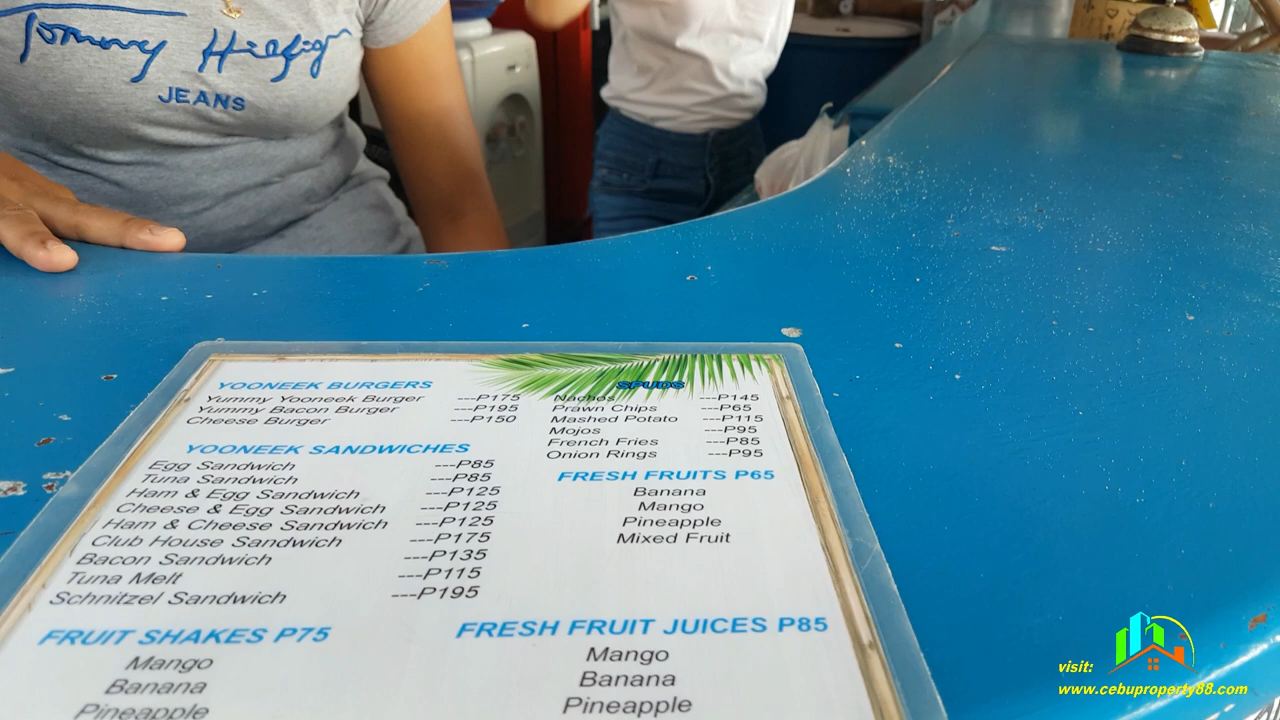 Tommy Hilfiger
JEANS
YOONEEK BURGERS
Yummy Yooneek Burger ---P175
Yummy Bacon Burger ---P195
Cheese Burger ---P150
YOONEEK SANDWICHES
Egg Sandwich ---P85
Tuna Sandwich ---P85
Ham & Egg Sandwich ---P125
Cheese & Egg Sandwich ---P125
Ham & Cheese Sandwich ---P125
Club House Sandwich ---P175
Bacon Sandwich ---P135
Tuna Melt ---P115
Schnitzel Sandwich ---P195
FRUIT SHAKES P75
Mango
Banana
Pineapple
SPUDS
Nachos ---P145
Prawn Chips ---P65
Mashed Potato ---P115
Mojos ---P95
French Fries ---P85
Onion Rings ---P95
FRESH FRUITS P65
Banana
Mango
Pineapple
Mixed Fruit
FRESH FRUIT JUICES P85
Mango
Banana
Pineapple
visit:
www.cebuproperty88.com